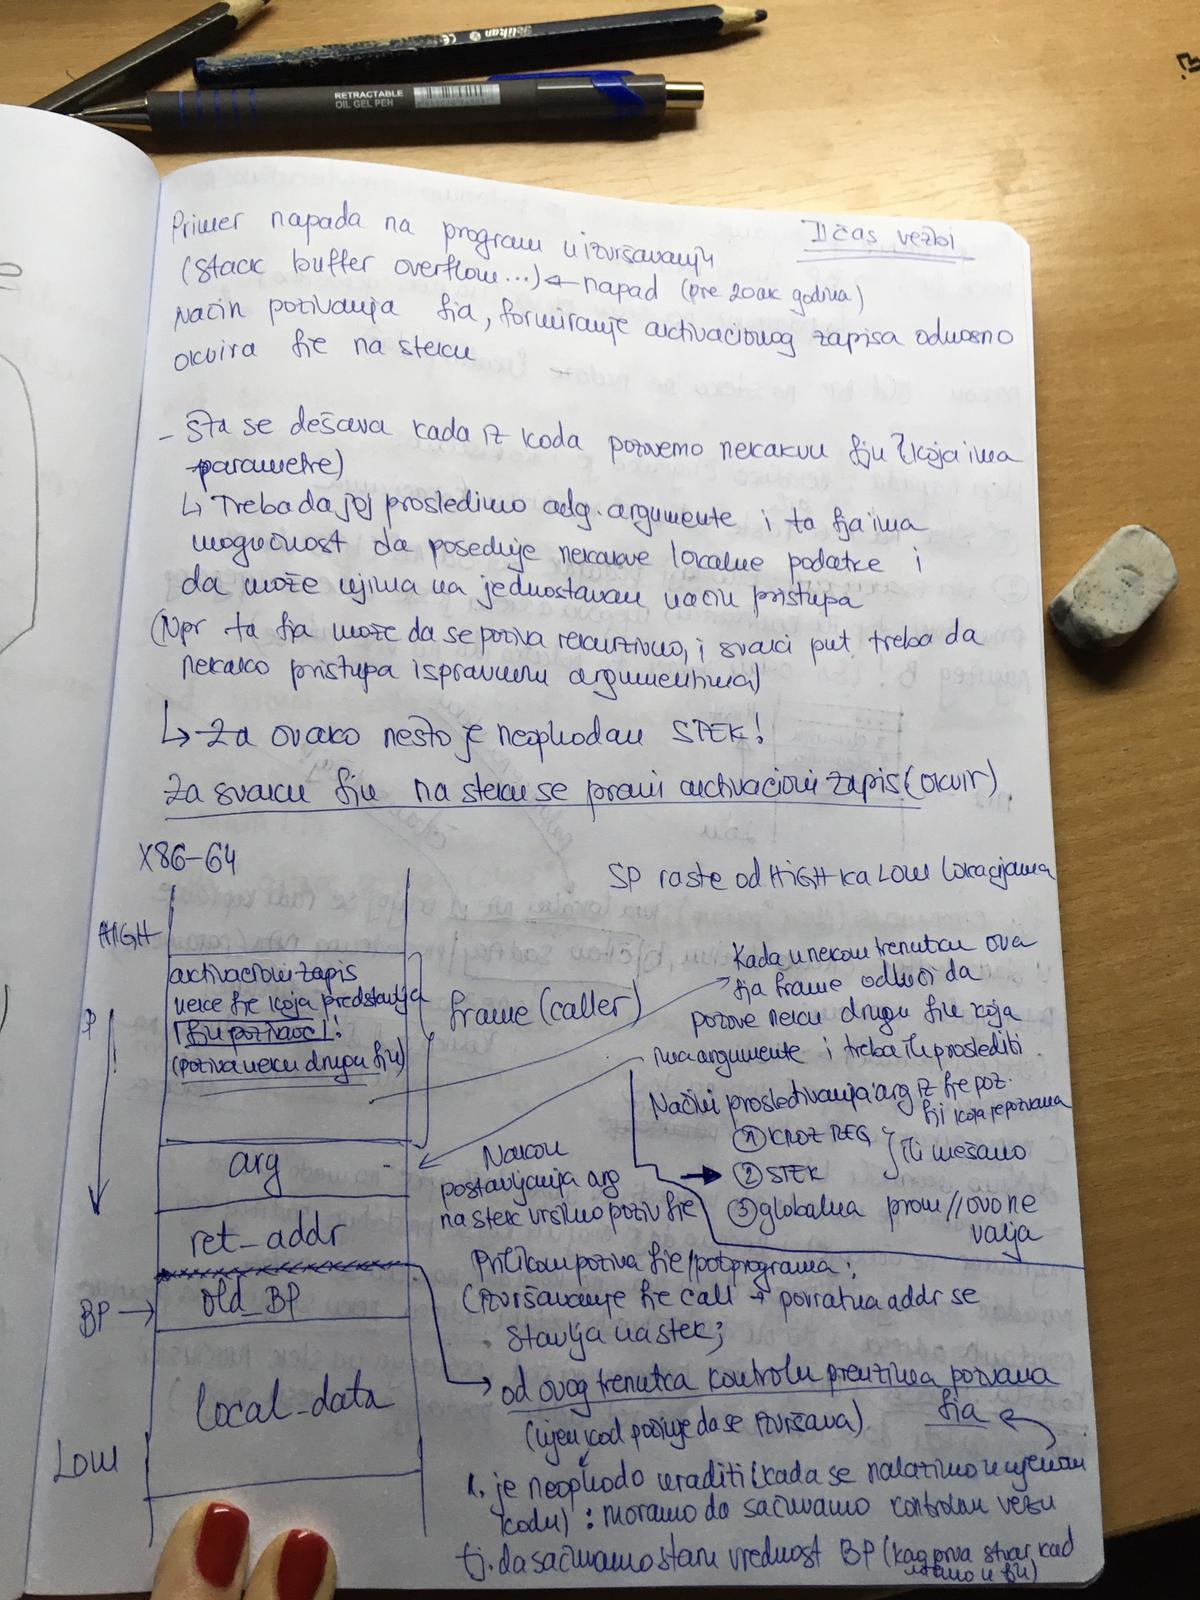 Pelikan
RETRACTABLE
OIL GEL PEN
II čas vežbi
Primer napada na program u izvršavanju
(stack buffer overflow...) ← napad (pre 20ak godina)
Način pozivanja fja, formiranje aktivacionog zapisa odnosno
okvira fje na steku
- Šta se dešava kada iz koda pozovemo nekakvu fju (koja ima
parametre)
↳ Treba da joj prosledimo odg. argumente i ta fja ima
mogućnost da poseduje nekakve lokalne podatke i
da može njima na jednostavan način pristupa
(Npr ta fja može da se poziva rekurzivno, i svaki put treba da
nekako pristupa ispravnim argumentima)
↳ Za ovako nešto je neophodan STEK!
Za svaku fju na steku se pravi aktivacioni zapis (okvir)
X86-64
SP raste od HIGH ka LOW lokacijama
HIGH
aktivacioni zapis
neke fje koja predstavlja
fju pozivaoc!
(poziva neku drugu fju)
frame (caller)
arg
ret_addr
BP → old_BP
local_data
LOW
Kada u nekom trenutku ova
fja frame odluči da
pozove neku drugu fju koja
ima argumente i treba ih proslediti
Načini prosleđivanja arg iz fje poz.
fji koja je pozvana
① KROZ REG
② STEK
ili mešano
③ globalna prom // ovo ne
valja
Nakon
postavljanja arg
na stek vršimo poziv fje
Prilikom poziva fje/potprograma:
(izvršavanje fje call → povratna addr se
stavlja na stek;
→ od ovog trenutka kontrolu preuzima pozvana
fja
(njen kod počinje da se izvršava).
1. je neophodo uraditi (kada se nalazimo u njenom
kodu) : moramo da sačuvamo kontrolnu vezu
tj. da sačuvamo staru vrednost BP (kao prva stvar kad
uđemo u fju)